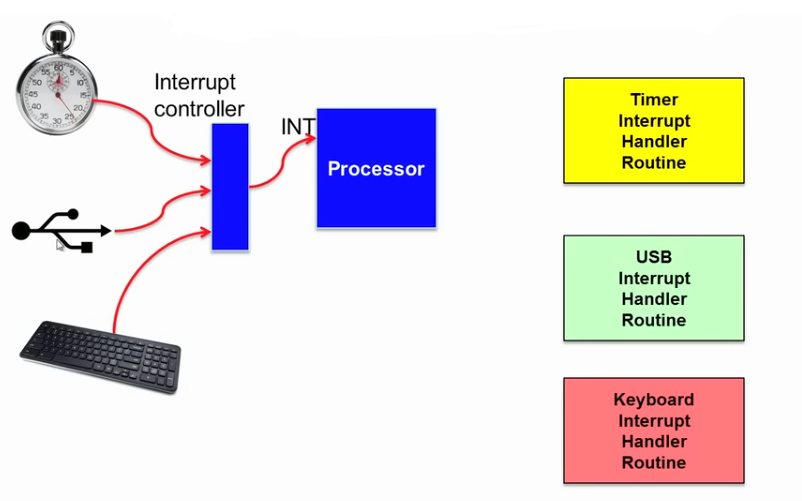 Interrupt
controller
INT
Processor
Timer
Interrupt
Handler
Routine
USB
Interrupt
Handler
Routine
Keyboard
Interrupt
Handler
Routine